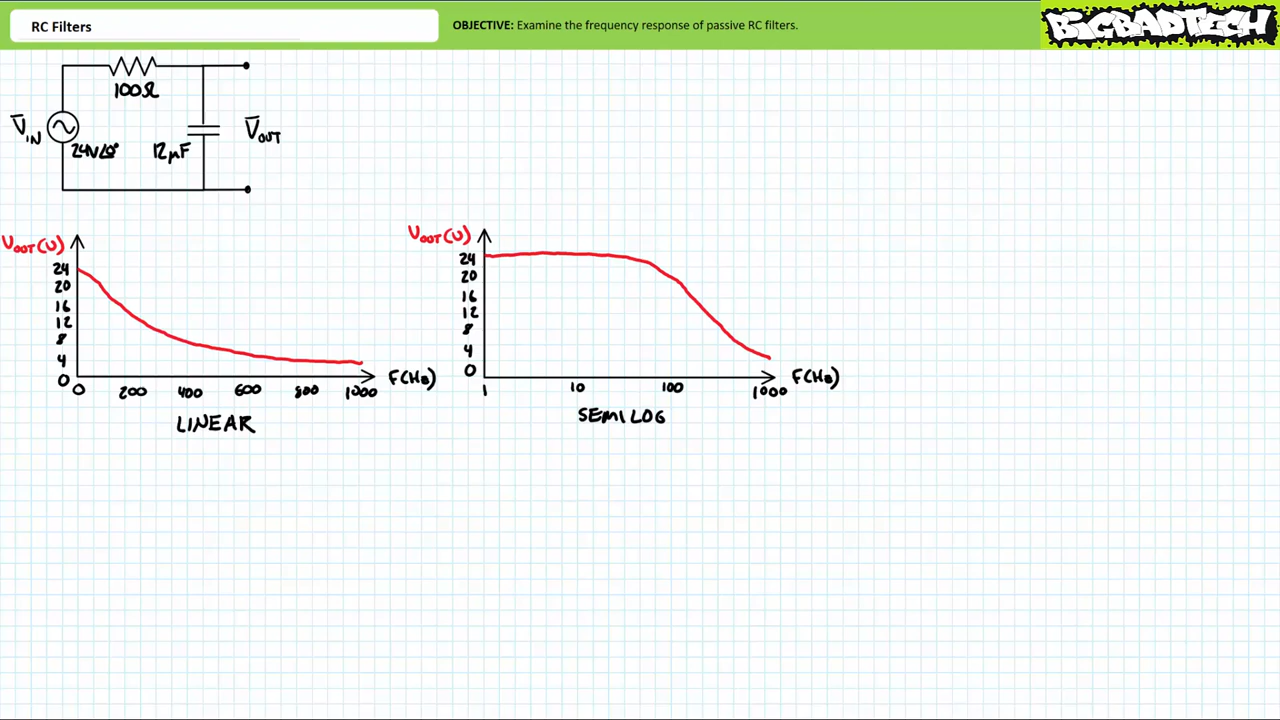 RC Filters
OBJECTIVE: Examine the frequency response of passive RC filters.
BIGBADTECH
100Ω
V̅IN
24V∠0°
12µF
V̅OUT
VOUT(V)
24
20
16
12
8
4
0
0 200 400 600 800 1000
F(Hz)
LINEAR
VOUT(V)
24
20
16
12
8
4
0
1 10 100 1000
F(Hz)
SEMILOG